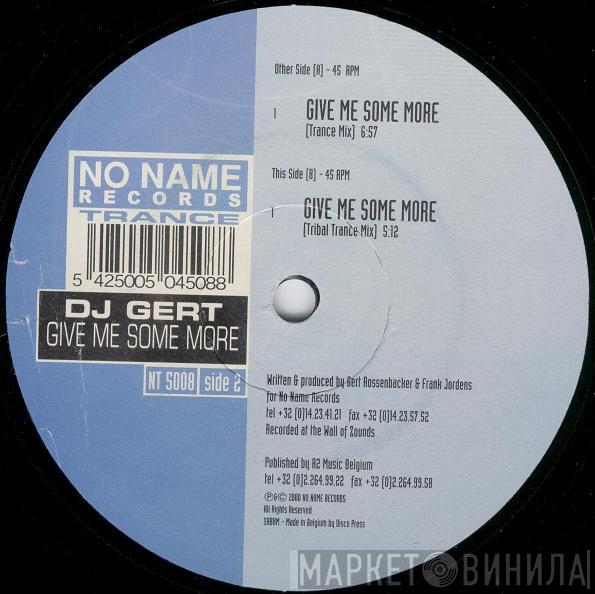 NO NAME
RECORDS
TRANCE
5 425005 045088
DJ GERT
GIVE ME SOME MORE
NT 5008 side 2
Other Side (A) - 45 RPM
1 GIVE ME SOME MORE
(Trance Mix) 6:57
This Side (B) - 45 RPM
1 GIVE ME SOME MORE
(Tribal Trance Mix) 5:12
Written & produced by Gert Rossenbacker & Frank Jordens
for No Name Records
tel +32 (0)14.23.41.21 fax +32 (0)14.23.57.52
Recorded at the Wall of Zounds
Published by A2 Music Belgium
tel +32 (0)2.264.99.22 fax +32 (0)2.264.99.58
℗&© 2000 NO NAME RECORDS
All Rights Reserved
SABAM - Made in Belgium by Disco Press
МАРКЕТ ВИНИЛА